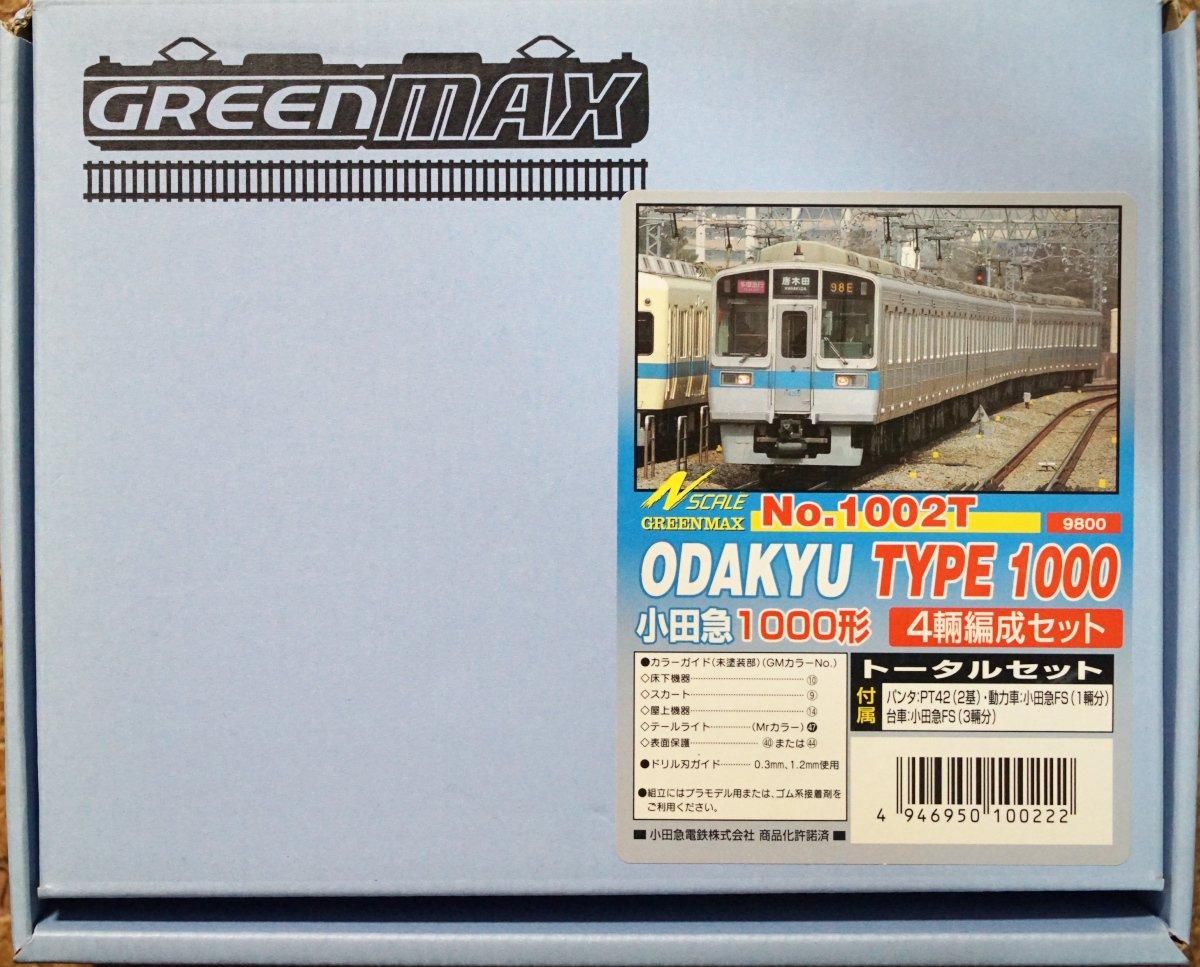 GREENMAX
多摩急行
唐木田
KARAKIDA
98E
N SCALE
GREENMAX
No.1002T
9800
ODAKYU TYPE 1000
小田急1000形
4輛編成セット
●カラーガイド(未塗装部)(GMカラーNo.)
◇床下機器…………………………⑩
◇スカート…………………………⑨
◇屋上機器…………………………⑭
◇テールライト…………(Mrカラー)㊼
◇表面保護………………㊵または㊹
●ドリル刃ガイド………0.3mm、1.2mm使用
●組立にはプラモデル用または、ゴム系接着剤を
ご利用ください。
■小田急電鉄株式会社 商品化許諾済■
トータルセット
付属
パンタ:PT42(2基)・動力車:小田急FS(1輛分)
台車:小田急FS(3輛分)
4 946950 100222